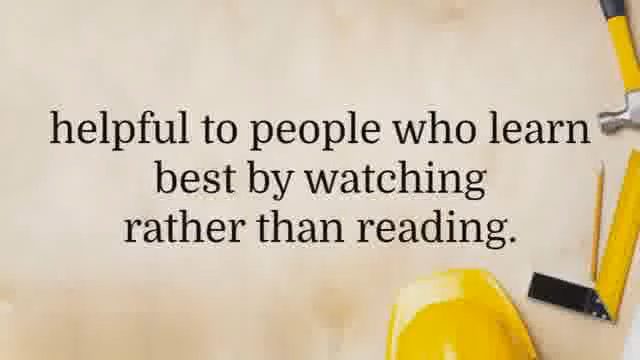 helpful to people who learn
best by watching
rather than reading.